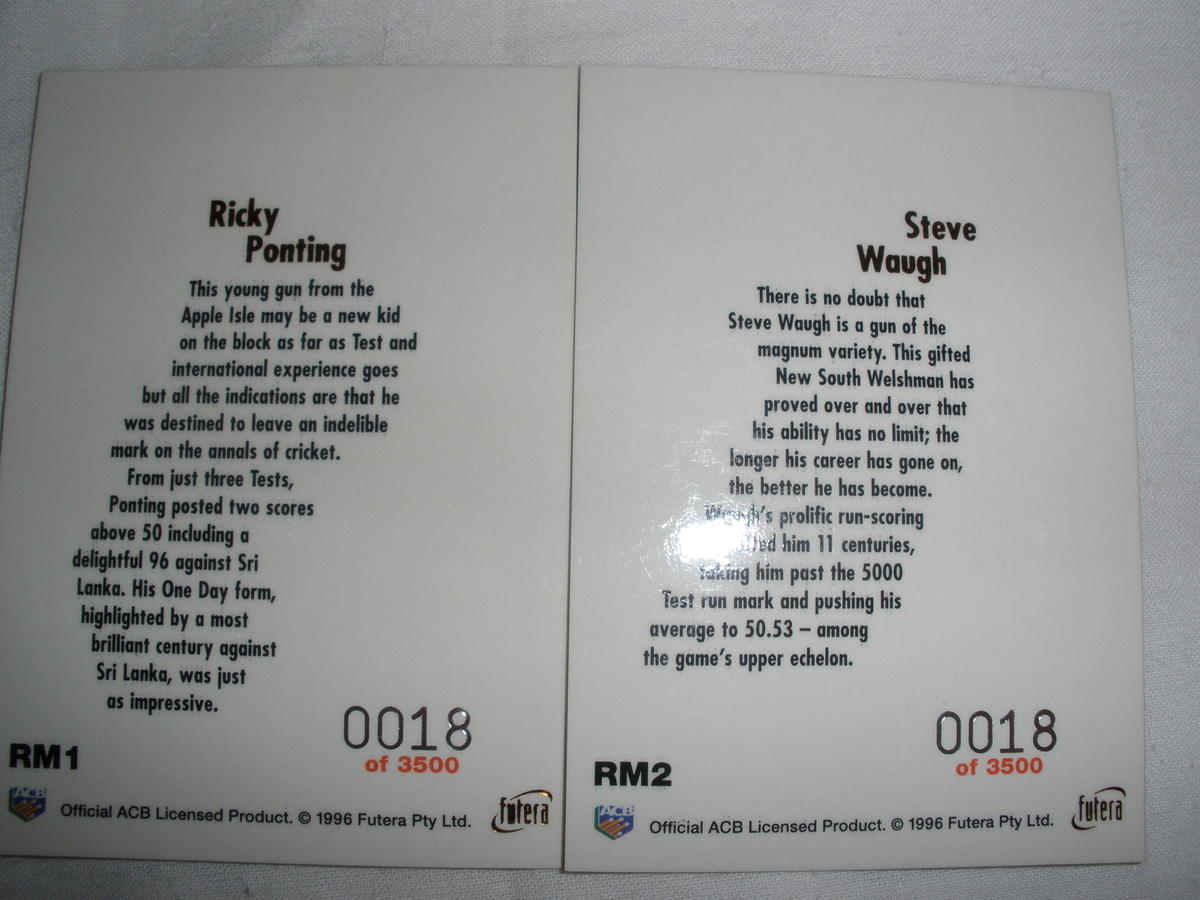 Ricky
Ponting
This young gun from the
Apple Isle may be a new kid
on the block as far as Test and
international experience goes
but all the indications are that he
was destined to leave an indelible
mark on the annals of cricket.
From just three Tests,
Ponting posted two scores
above 50 including a
delightful 96 against Sri
Lanka. His One Day form,
highlighted by a most
brilliant century against
Sri Lanka, was just
as impressive.
0018
of 3500
RM1
ACB
Official ACB Licensed Product. © 1996 Futera Pty Ltd.
futera
Steve
Waugh
There is no doubt that
Steve Waugh is a gun of the
magnum variety. This gifted
New South Welshman has
proved over and over that
his ability has no limit; the
longer his career has gone on,
the better he has become.
Waugh's prolific run-scoring
him 11 centuries,
taking him past the 5000
Test run mark and pushing his
average to 50.53 – among
the game's upper echelon.
0018
of 3500
RM2
ACB
Official ACB Licensed Product. © 1996 Futera Pty Ltd.
futera